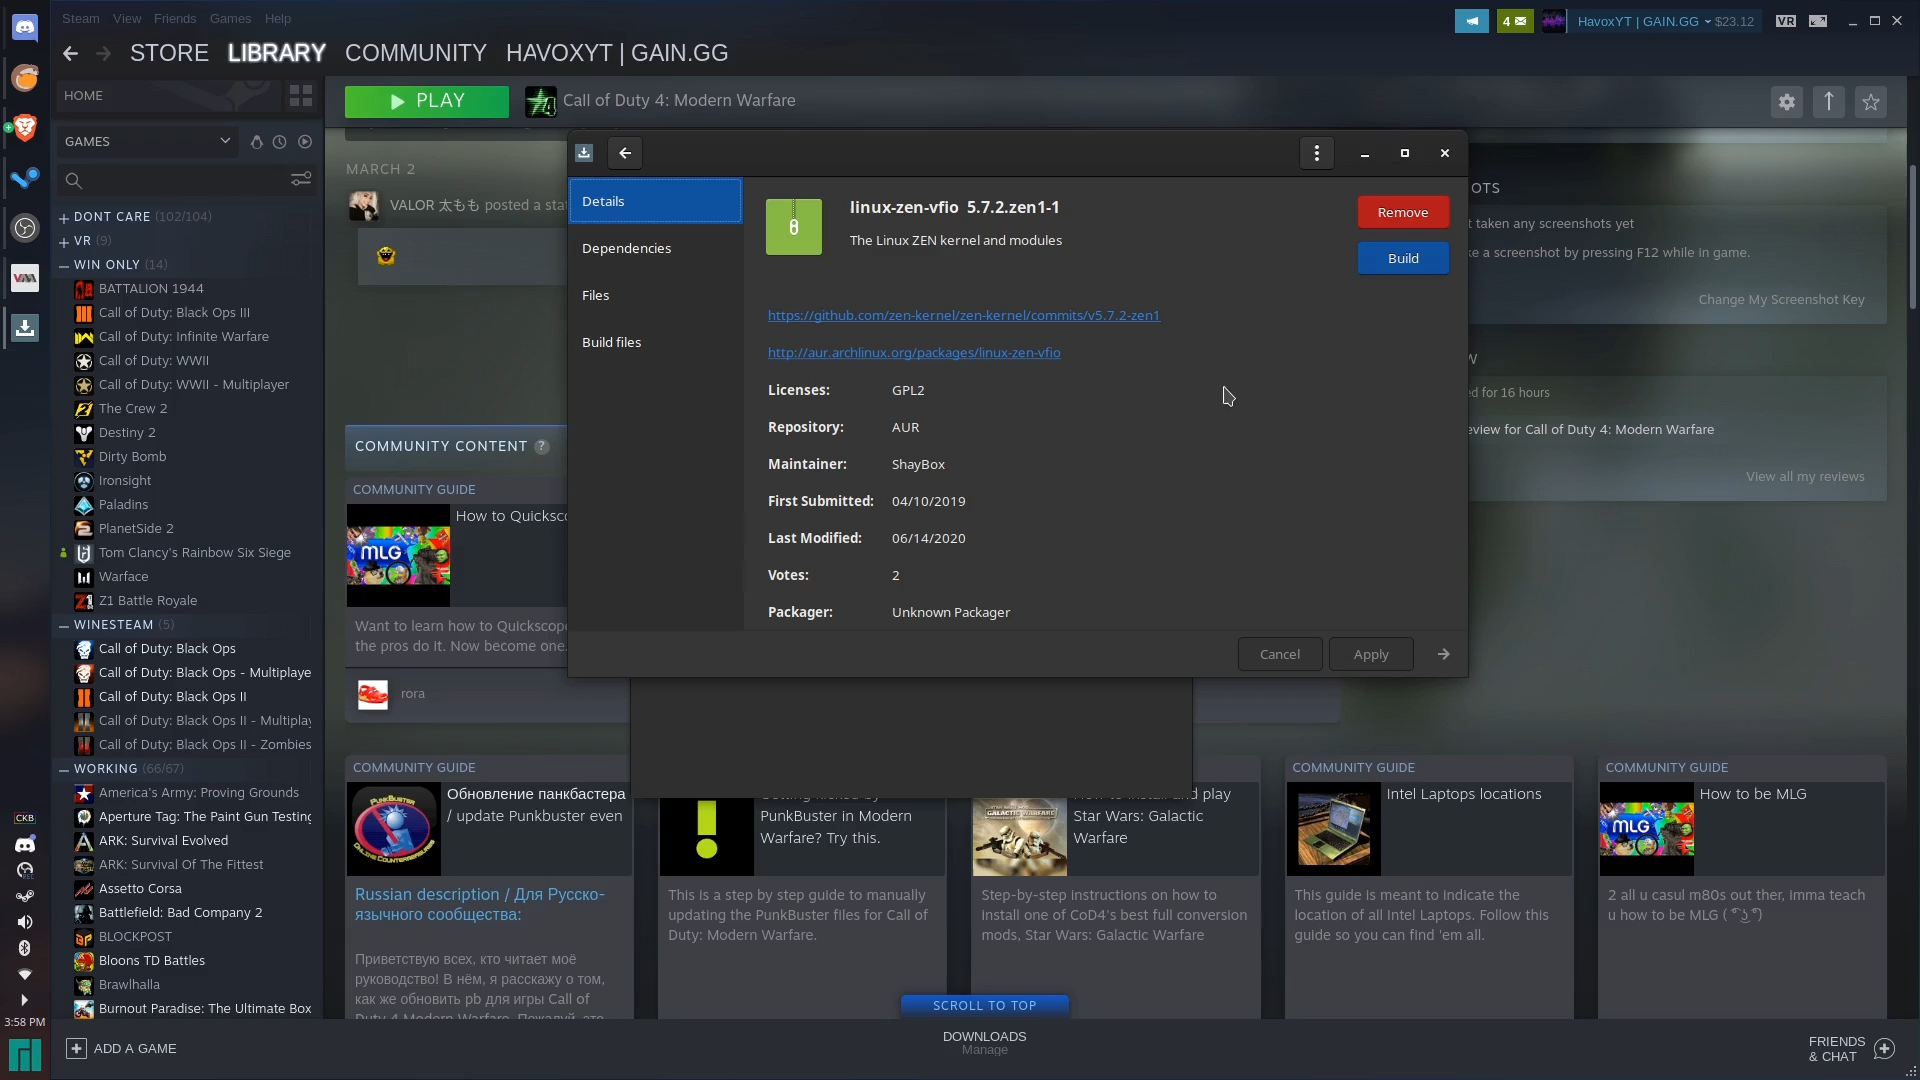 Steam View Friends Games Help
4
HavoxYT | GAIN.GG $23.12
VR
STORE LIBRARY COMMUNITY HAVOXYT | GAIN.GG
HOME
GAMES
DONT CARE (102/104)
VR (9)
WIN ONLY (14)
BATTALION 1944
Call of Duty: Black Ops III
Call of Duty: Infinite Warfare
Call of Duty: WWII
Call of Duty: WWII - Multiplayer
The Crew 2
Destiny 2
Dirty Bomb
Ironsight
Paladins
PlanetSide 2
Tom Clancy's Rainbow Six Siege
Warface
Z1 Battle Royale
WINESTEAM (5)
Call of Duty: Black Ops
Call of Duty: Black Ops - Multiplaye
Call of Duty: Black Ops II
Call of Duty: Black Ops II - Multiplay
Call of Duty: Black Ops II - Zombies
WORKING (66/67)
America's Army: Proving Grounds
Aperture Tag: The Paint Gun Testing
ARK: Survival Evolved
ARK: Survival Of The Fittest
Assetto Corsa
Battlefield: Bad Company 2
BLOCKPOST
Bloons TD Battles
Brawlhalla
Burnout Paradise: The Ultimate Box
CKB
3:58 PM
ADD A GAME
PLAY
Call of Duty: Modern Warfare
MARCH 2
VALOR 太もも posted a sta
COMMUNITY CONTENT ?
COMMUNITY GUIDE
MLG
How to Quicksc
Want to learn how to Quickscop
the pros do it. Now become one.
rora
Details
Dependencies
Files
Build files
linux-zen-vfio 5.7.2.zen1-1
The Linux ZEN kernel and modules
Remove
Build
https://github.com/zen-kernel/zen-kernel/commits/v5.7.2-zen1
http://aur.archlinux.org/packages/linux-zen-vfio
Licenses: GPL2
Repository: AUR
Maintainer: ShayBox
First Submitted: 04/10/2019
Last Modified: 06/14/2020
Votes: 2
Packager: Unknown Packager
Cancel Apply
OTS
t taken any screenshots yet
ke a screenshot by pressing F12 while in game.
Change My Screenshot Key
W
ed for 16 hours
eview for Call of Duty 4: Modern Warfare
View all my reviews
COMMUNITY GUIDE
Обновление панкбастера
/ update Punkbuster even
Russian description / Для Русско-
язычного сообщества:
Приветствую всех, кто читает моё
руководство! В нём, я расскажу о том,
как же обновить pb для игры Call of
PunkBuster in Modern
Warfare? Try this.
This is a step by step guide to manually
updating the PunkBuster files for Call of
Duty: Modern Warfare.
Star Wars: Galactic
Warfare
Step-by-step instructions on how to
install one of CoD4's best full conversion
mods, Star Wars: Galactic Warfare
COMMUNITY GUIDE
Intel Laptops locations
This guide is meant to indicate the
location of all Intel Laptops. Follow this
guide so you can find 'em all.
COMMUNITY GUIDE
MLG
How to be MLG
2 all u casul m80s out ther, imma teach
u how to be MLG ( ͡° ͜ʖ ͡°)
SCROLL TO TOP
DOWNLOADS
Manage
FRIENDS
& CHAT